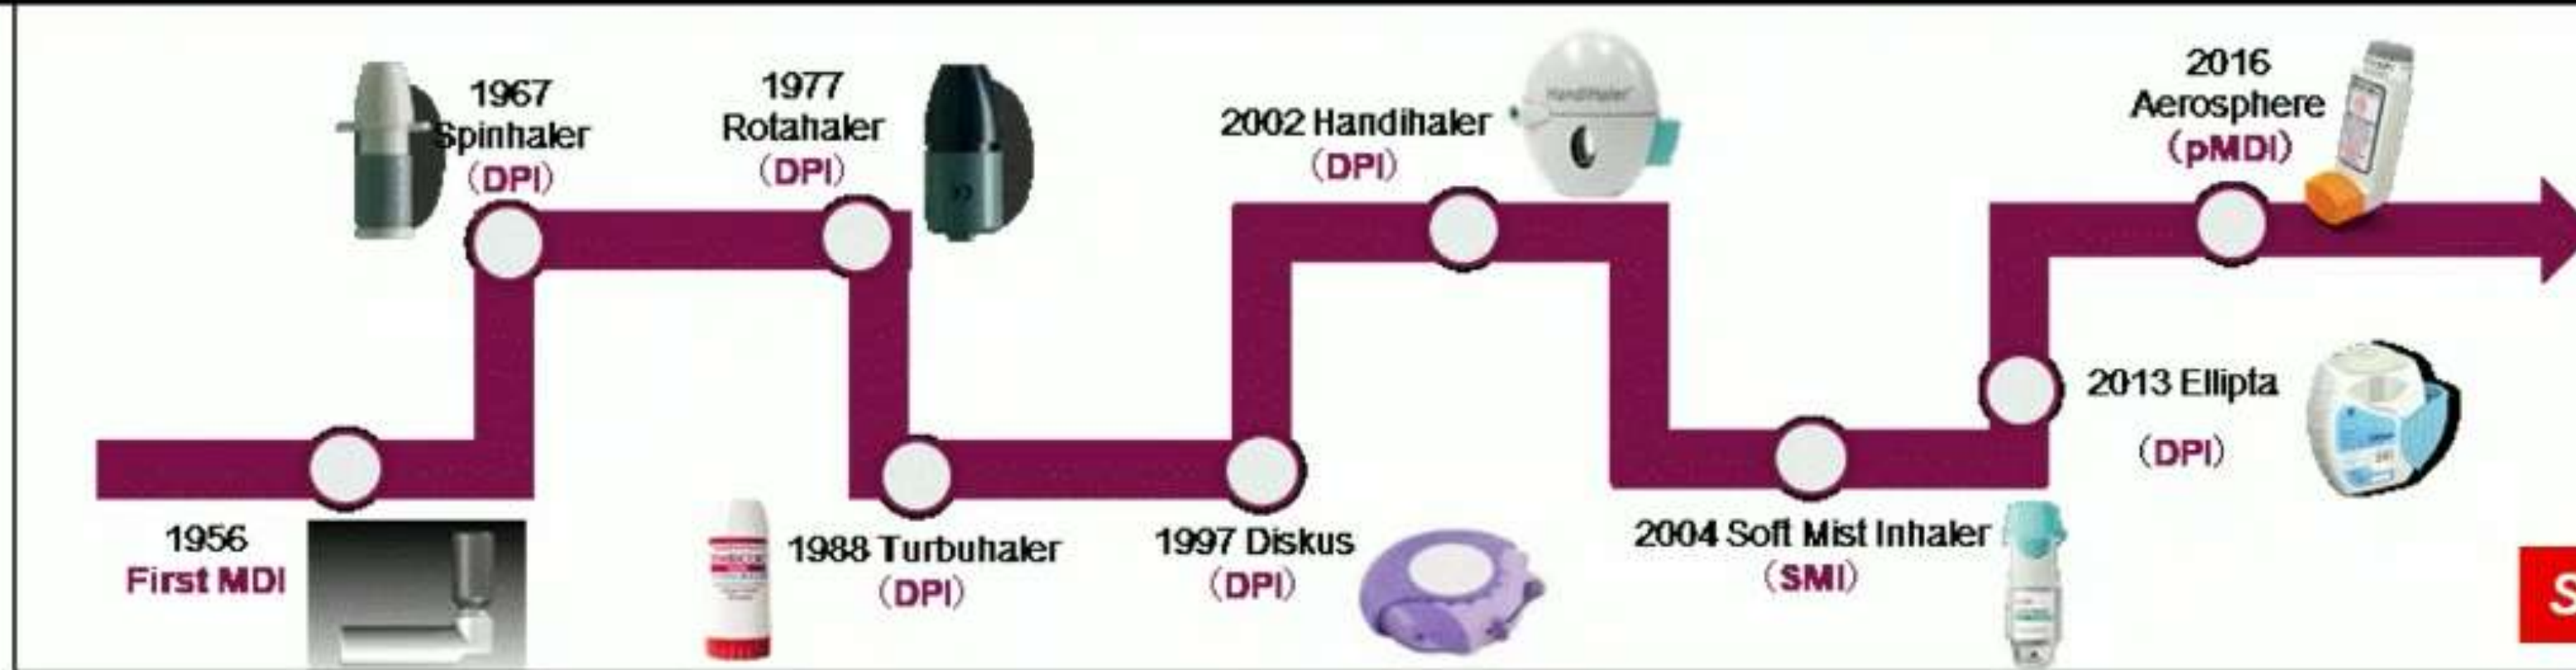 1956
First MDI
1967
Spinhaler
(DPI)
1977
Rotahaler
(DPI)
1988 Turbuhaler
(DPI)
1997 Diskus
(DPI)
2002 Handihaler
(DPI)
HandiHaler
2004 Soft Mist Inhaler
(SMI)
2013 Ellipta
(DPI)
2016
Aerosphere
(pMDI)
S